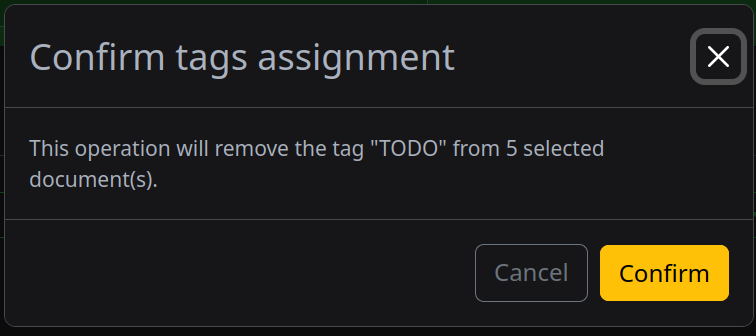 Confirm tags assignment
This operation will remove the tag "TODO" from 5 selected
document(s).
Cancel
Confirm